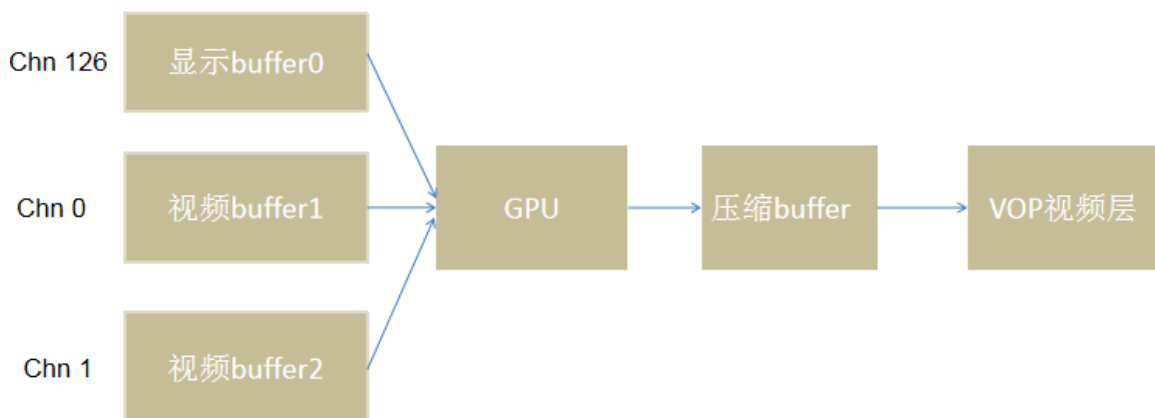 Chn 126
显示buffer0
Chn 0
视频buffer1
GPU
压缩buffer
VOP视频层
Chn 1
视频buffer2